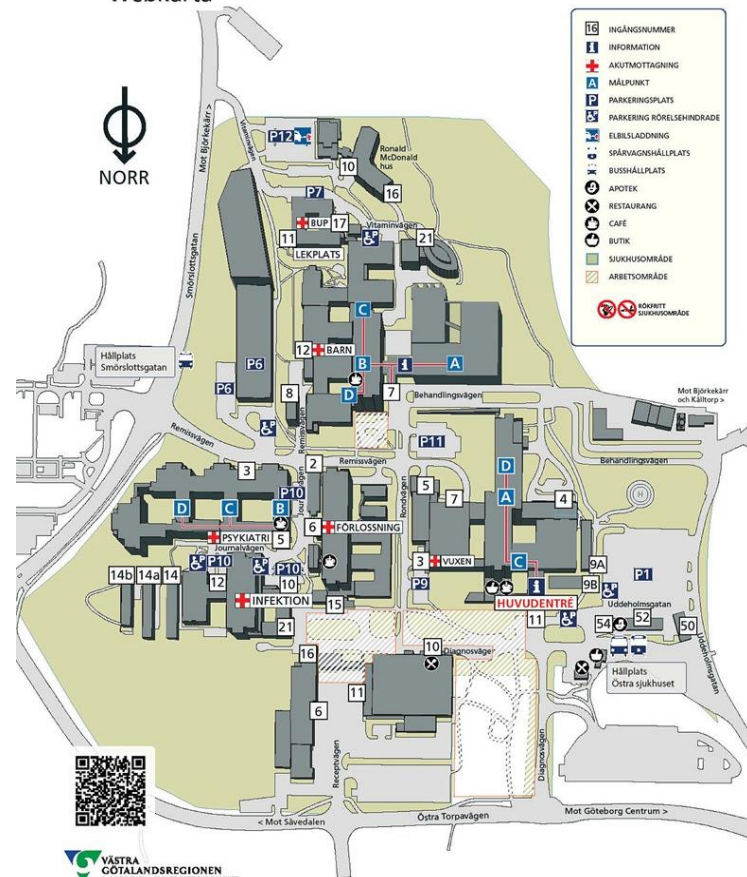 Webkarta
NORR
16 INGÅNGSNUMMER
i INFORMATION
AKUTMOTTAGNING
A MÅLPUNKT
P PARKERINGSPLATS
P PARKERING RÖRELSEHINDRADE
ELBILSLADDNING
SPÅRVAGNSHÅLLPLATS
BUSSHÅLLPLATS
APOTEK
RESTAURANG
CAFÉ
BUTIK
SJUKHUSOMRÅDE
ARBETSOMRÅDE
RÖKFRITT
SJUKHUSOMRÅDE
Mot Björkekärr >
Vitaminvägen
P12
Ronald
McDonald
hus
10
16
P7
BUP
17
Vitaminvägen
11
LEKPLATS
P
21
Smörslottsgatan
C
12
BARN
B
i
A
Hållplats
Smörslottsgatan
P6
P6
D
7
8
Behandlingsvägen
Mot Björkekärr
och Kålltorp >
P
Remissvägen
Remissvägen
P11
Remissvägen
Behandlingsvägen
3
2
Journalvägen
P10
Rondvägen
5
D
A
7
4
H
D
C
B
6
FÖRLOSSNING
PSYKIATRI
5
Journalvägen
3
VUXEN
C
9A
P
P10
P10
P9
i
9B
P1
14b
14a
14
12
10
INFEKTION
HUVUDENTRÉ
P
15
11
P
Uddeholmsgatan
54
52
50
21
10
Diagnosvägen
16
Hållplats
Östra sjukhuset
Uddeholmsgatan
11
6
Receptvägen
Diagnosvägen
< Mot Sävedalen
Östra Torpavägen
Mot Göteborg Centrum >
VÄSTRA
GÖTALANDSREGIONEN